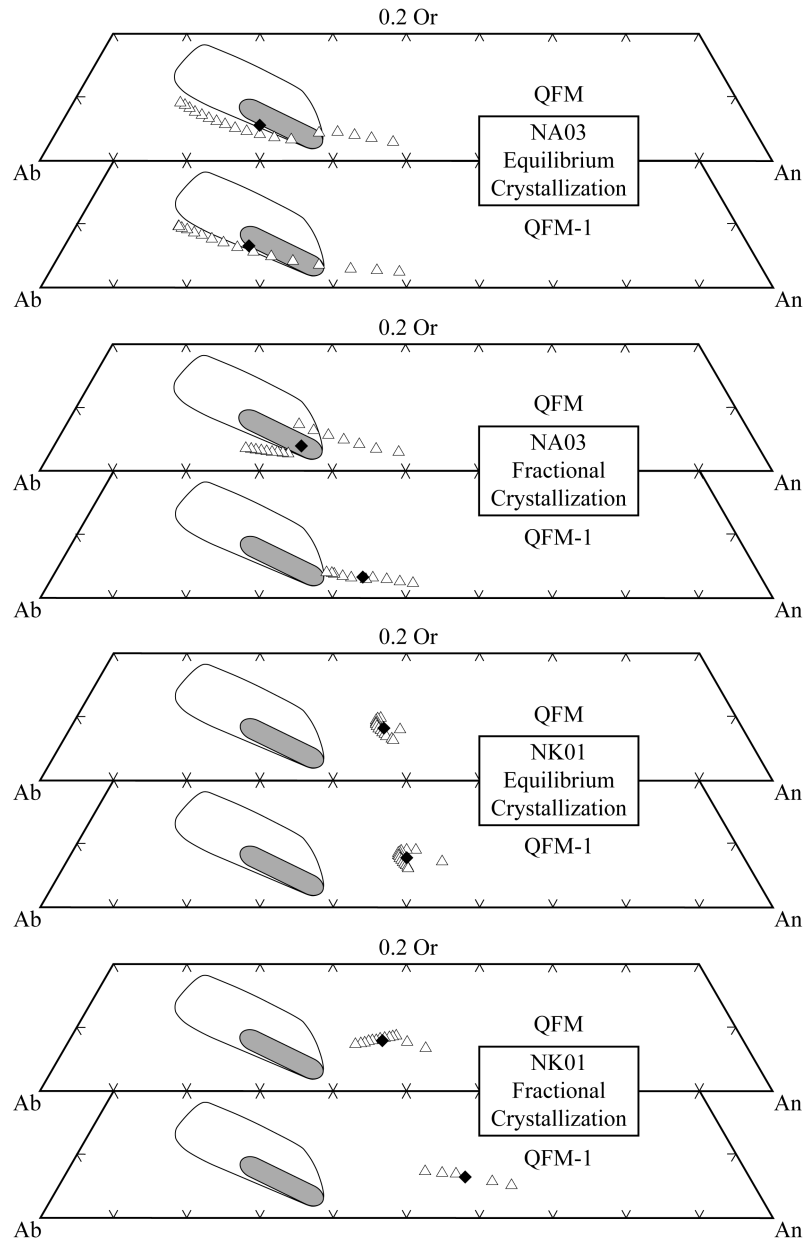 0.2 Or
QFM
NA03
Equilibrium
Crystallization
Ab
An
QFM-1
Ab
An
0.2 Or
QFM
NA03
Fractional
Crystallization
Ab
An
QFM-1
Ab
An
0.2 Or
QFM
NK01
Equilibrium
Crystallization
Ab
An
QFM-1
Ab
An
0.2 Or
QFM
NK01
Fractional
Crystallization
Ab
An
QFM-1
Ab
An